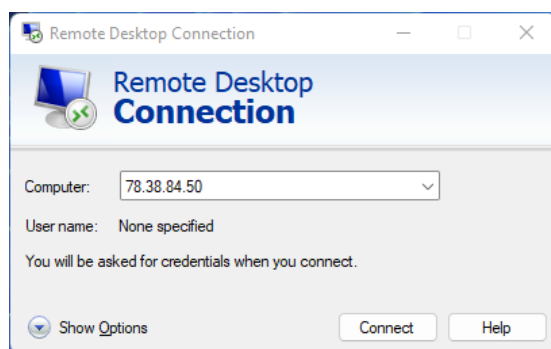 Remote Desktop Connection
Remote Desktop
Connection
Computer: 78.38.84.50
User name: None specified
You will be asked for credentials when you connect.
Show Options Connect Help